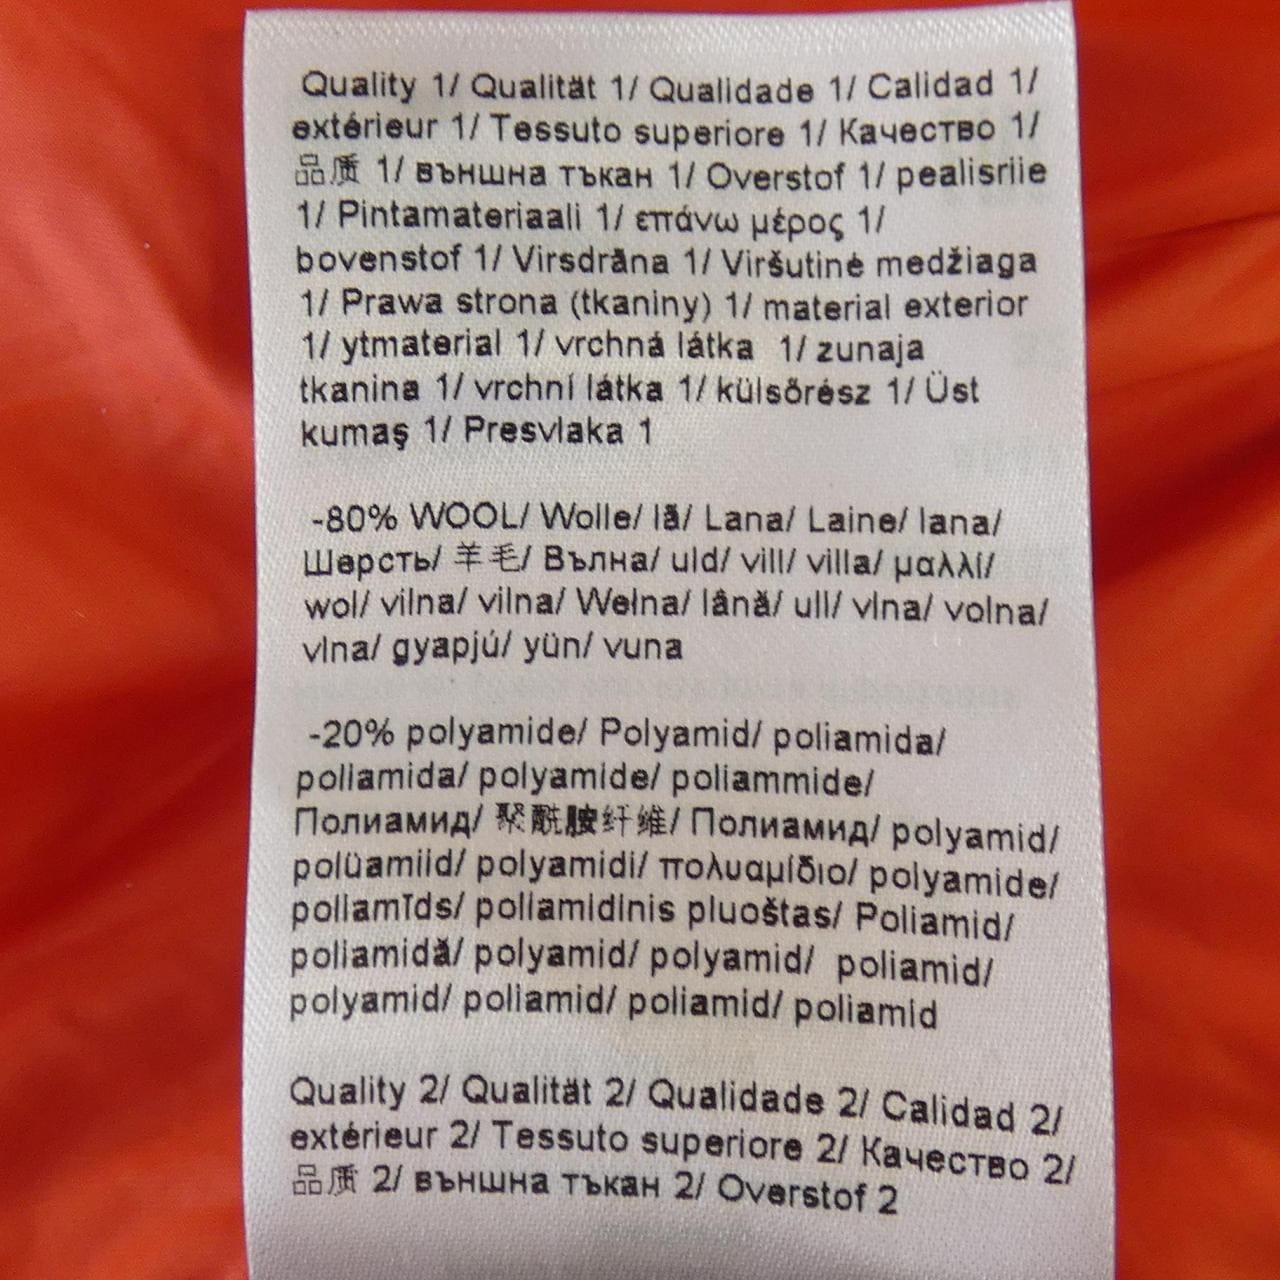 Quality 1/ Qualität 1/ Qualidade 1/ Calidad 1/
extérieur 1/ Tessuto superiore 1/ Качество 1/
品质 1/ външна тъкан 1/ Overstof 1/ pealisriie
1/ Pintamateriaali 1/ επάνω μέρος 1/
bovenstof 1/ Virsdrāna 1/ Viršutinė medžiaga
1/ Prawa strona (tkaniny) 1/ material exterior
1/ ytmaterial 1/ vrchná látka 1/ zunaja
tkanina 1/ vrchní látka 1/ külsőrész 1/ Üst
kumaş 1/ Presvlaka 1
-80% WOOL/ Wolle/ lã/ Lana/ Laine/ lana/
Шерсть/ 羊毛/ Вълна/ uld/ vill/ villa/ μαλλί/
wol/ vilna/ vilna/ Wełna/ lână/ ull/ vlna/ volna/
vlna/ gyapjú/ yün/ vuna
-20% polyamide/ Polyamid/ poliamida/
poliamida/ polyamide/ poliammide/
Полиамид/ 聚酰胺纤维/ Полиамид/ polyamid/
polüamiid/ polyamidi/ πολυαμίδιο/ polyamide/
poliamīds/ poliamidinis pluoštas/ Poliamid/
poliamidă/ polyamid/ polyamid/ poliamid/
polyamid/ poliamid/ poliamid/ poliamid
Quality 2/ Qualität 2/ Qualidade 2/ Calidad 2/
extérieur 2/ Tessuto superiore 2/ Качество 2/
品质 2/ външна тъкан 2/ Overstof 2